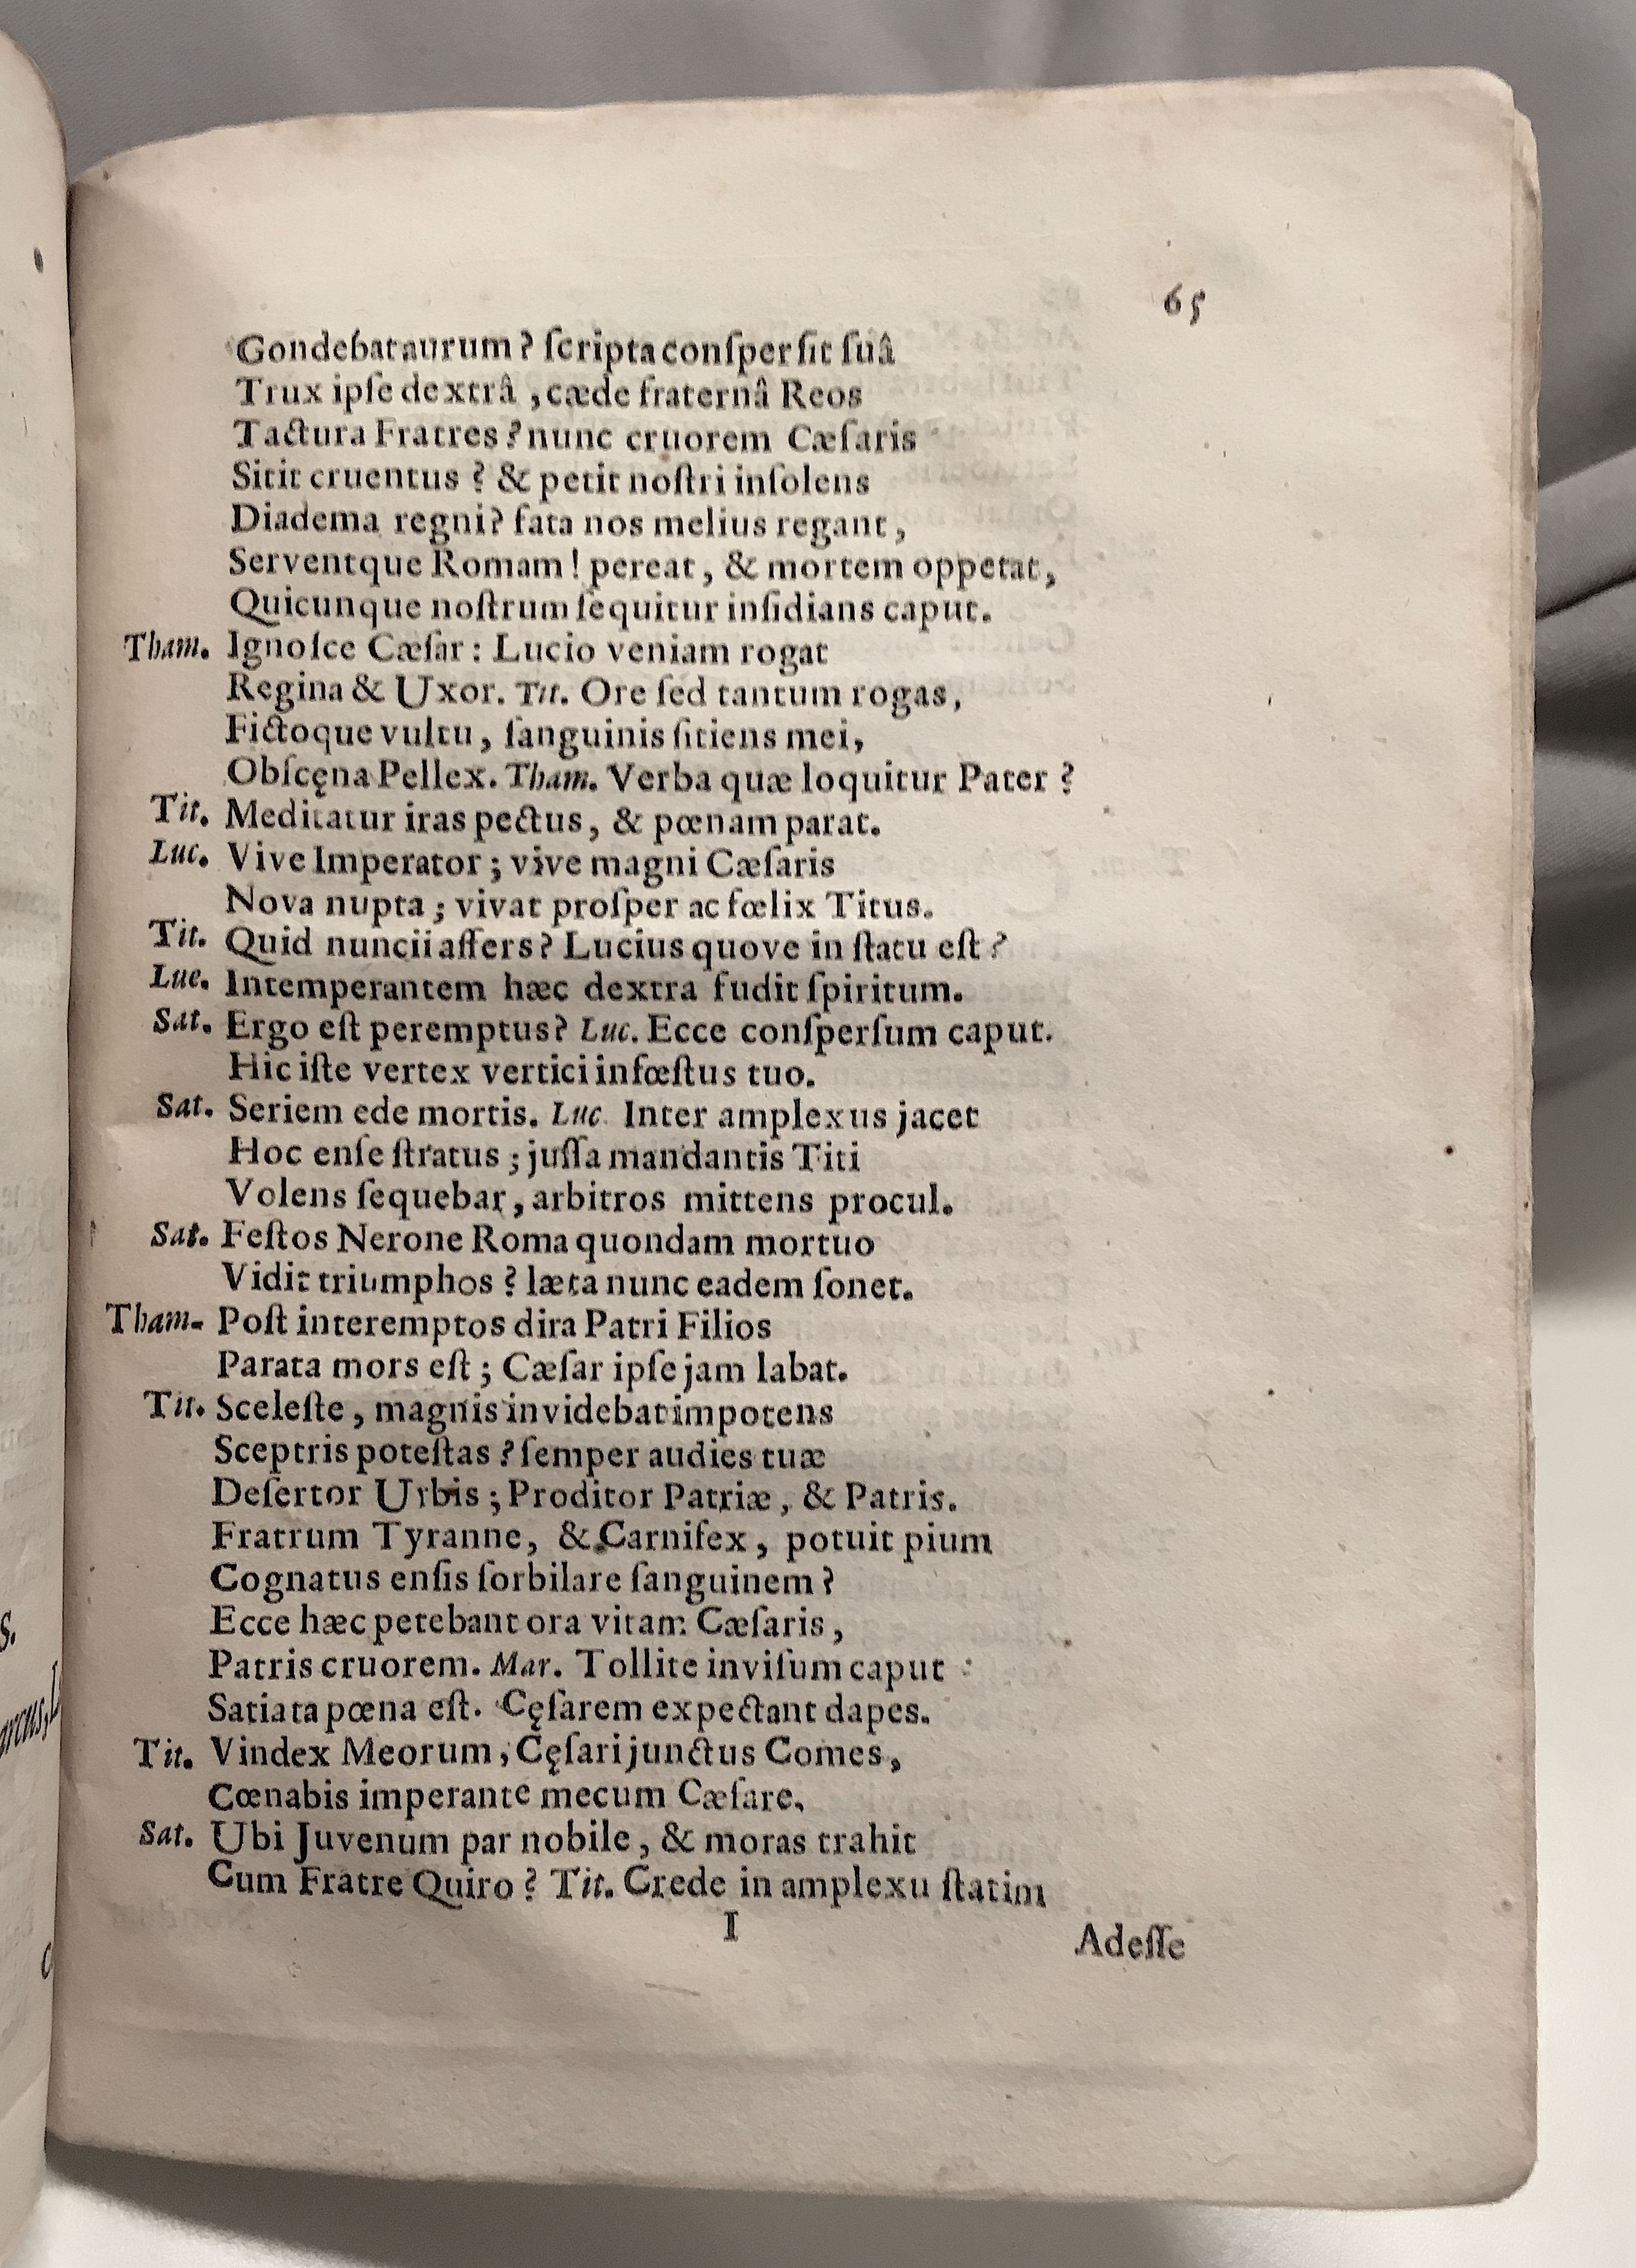 65
Gondebat aurum? ſcripta conſperſit ſuâ
Trux ipſe dextrâ, cæde fraternâ Reos
Tactura Fratres? nunc cruorem Cæſaris
Sitit cruentus? & petit noſtri inſolens
Diadema regni? fata nos melius regant,
Serventque Romam! pereat, & mortem oppetat,
Quicunque noſtrum ſequitur inſidians caput.
Tham. Ignoſce Cæſar: Lucio veniam rogat
Regina & Uxor. Tit. Ore ſed tantum rogas,
Fictoque vultu, ſanguinis ſitiens mei,
Obſcęna Pellex. Tham. Verba quæ loquitur Pater?
Tit. Meditatur iras pectus, & pœnam parat.
Luc. Vive Imperator; vive magni Cæſaris
Nova nupta; vivat proſper ac fœlix Titus.
Tit. Quid nuncii affers? Lucius quove in ſtatu eſt?
Lue. Intemperantem hæc dextra fudit ſpiritum.
Sat. Ergo eſt peremptus? Luc. Ecce conſperſum caput.
Hic iſte vertex vertici infœſtus tuo.
Sat. Seriem ede mortis. Luc. Inter amplexus jacet
Hoc enſe ſtratus; juſſa mandantis Titi
Volens ſequebar, arbitros mittens procul.
Sat. Feſtos Nerone Roma quondam mortuo
Vidit triumphos? læta nunc eadem ſonet.
Tham- Poſt interemptos dira Patri Filios
Parata mors eſt; Cæſar ipſe jam labat.
Tit. Sceleſte, magnis invidebat impotens
Sceptris poteſtas? ſemper audies tuæ
Deſertor Urbis; Proditor Patriæ, & Patris.
Fratrum Tyranne, & Carnifex, potuit pium
Cognatus enſis ſorbilare ſanguinem?
Ecce hæc petebant ora vitam Cæſaris,
Patris cruorem. Mar. Tollite inviſum caput:
Satiata pœna eſt. Cęſarem expectant dapes.
Tit. Vindex Meorum, Cęſari junctus Comes,
Cœnabis imperante mecum Cæſare.
Sat. Ubi Juvenum par nobile, & moras trahit
Cum Fratre Quiro? Tit. Crede in amplexu ſtatim
I
Adeſſe
s.
arcus, L